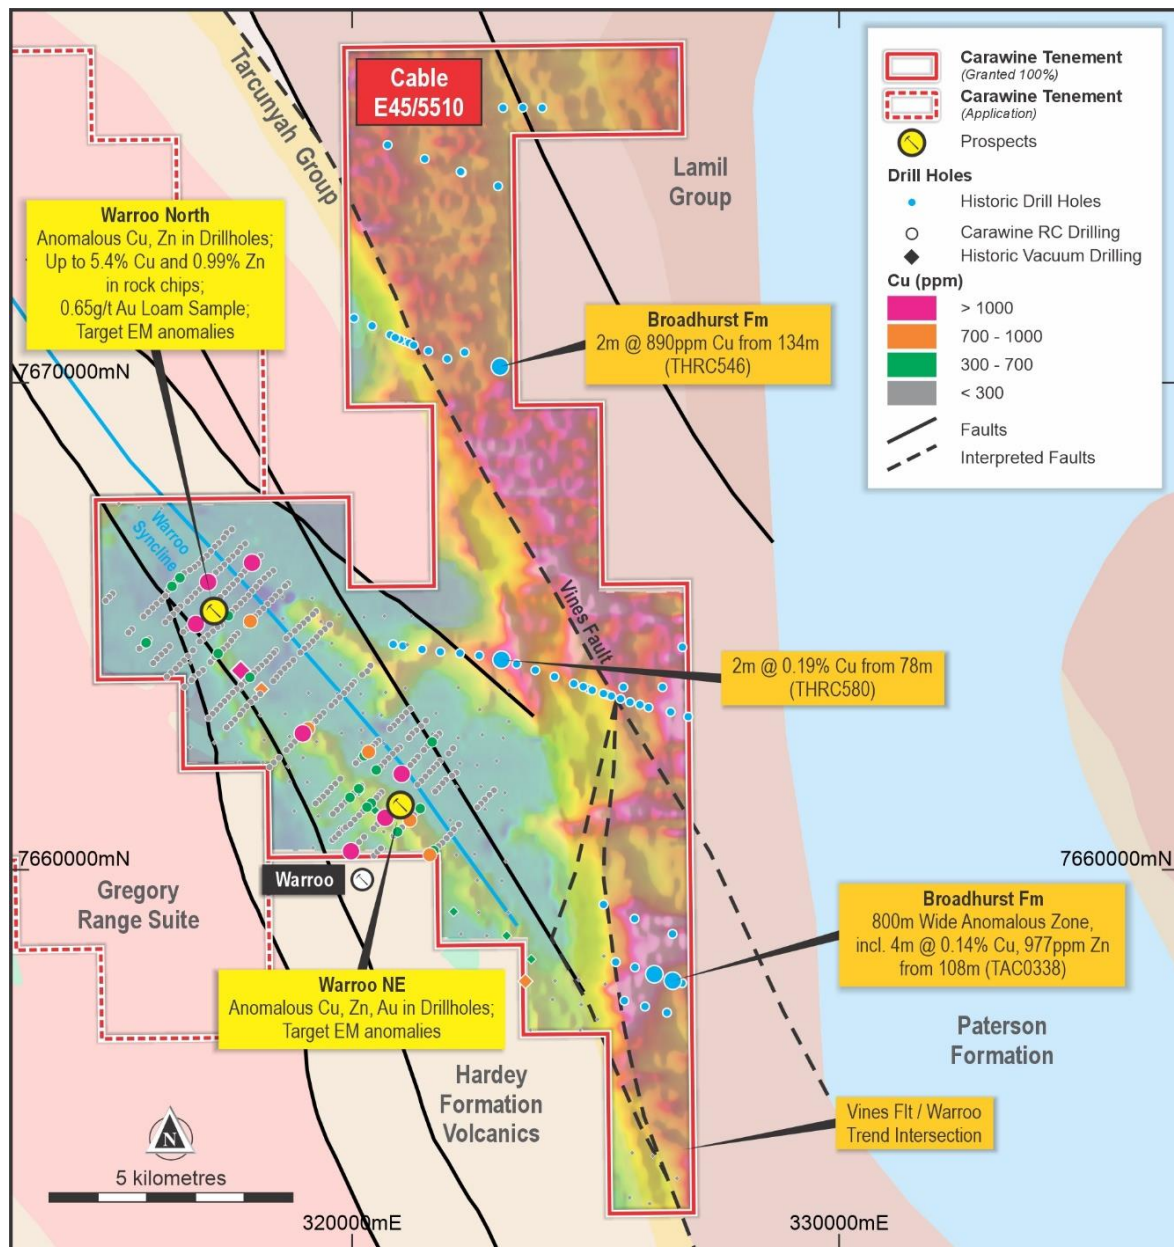 Cable
E45/5510
Tarcunyah Group
Lamil
Group
Carawine Tenement
(Granted 100%)
Carawine Tenement
(Application)
Prospects
Drill Holes
Historic Drill Holes
Carawine RC Drilling
Historic Vacuum Drilling
Cu (ppm)
> 1000
700 - 1000
300 - 700
< 300
Faults
Interpreted Faults
Warroo North
Anomalous Cu, Zn in Drillholes;
Up to 5.4% Cu and 0.99% Zn
in rock chips;
0.65g/t Au Loam Sample;
Target EM anomalies
Broadhurst Fm
2m @ 890ppm Cu from 134m
(THRC546)
7670000mN
Warroo
Syncline
Vines Fault
2m @ 0.19% Cu from 78m
(THRC580)
7660000mN
7660000mN
Warroo
Gregory
Range Suite
Broadhurst Fm
800m Wide Anomalous Zone,
incl. 4m @ 0.14% Cu, 977ppm Zn
from 108m (TAC0338)
Warroo NE
Anomalous Cu, Zn, Au in Drillholes;
Target EM anomalies
Paterson
Formation
Hardey
Formation
Volcanics
Vines Flt / Warroo
Trend Intersection
N
5 kilometres
320000mE
330000mE